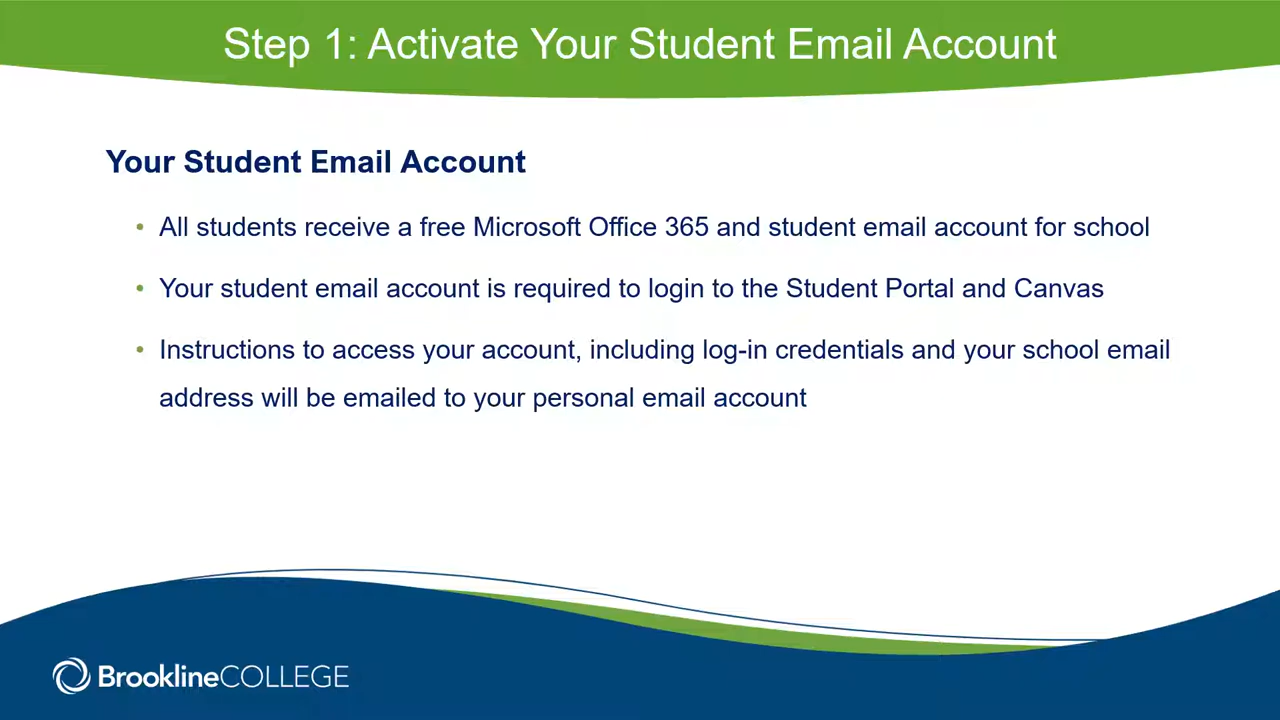 Step 1: Activate Your Student Email Account
Your Student Email Account
• All students receive a free Microsoft Office 365 and student email account for school
• Your student email account is required to login to the Student Portal and Canvas
• Instructions to access your account, including log-in credentials and your school email
address will be emailed to your personal email account
BrooklineCOLLEGE